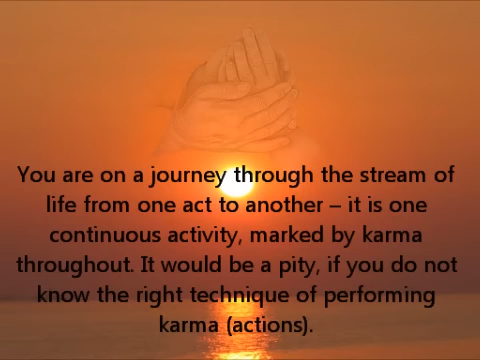 You are on a journey through the stream of
life from one act to another – it is one
continuous activity, marked by karma
throughout. It would be a pity, if you do not
know the right technique of performing
karma (actions).